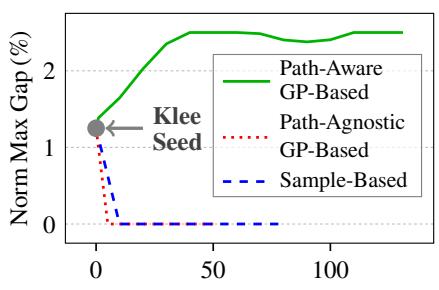 Norm Max Gap (%)
2
1
0
Klee
Seed
Path-Aware
GP-Based
Path-Agnostic
GP-Based
Sample-Based
0
50
100